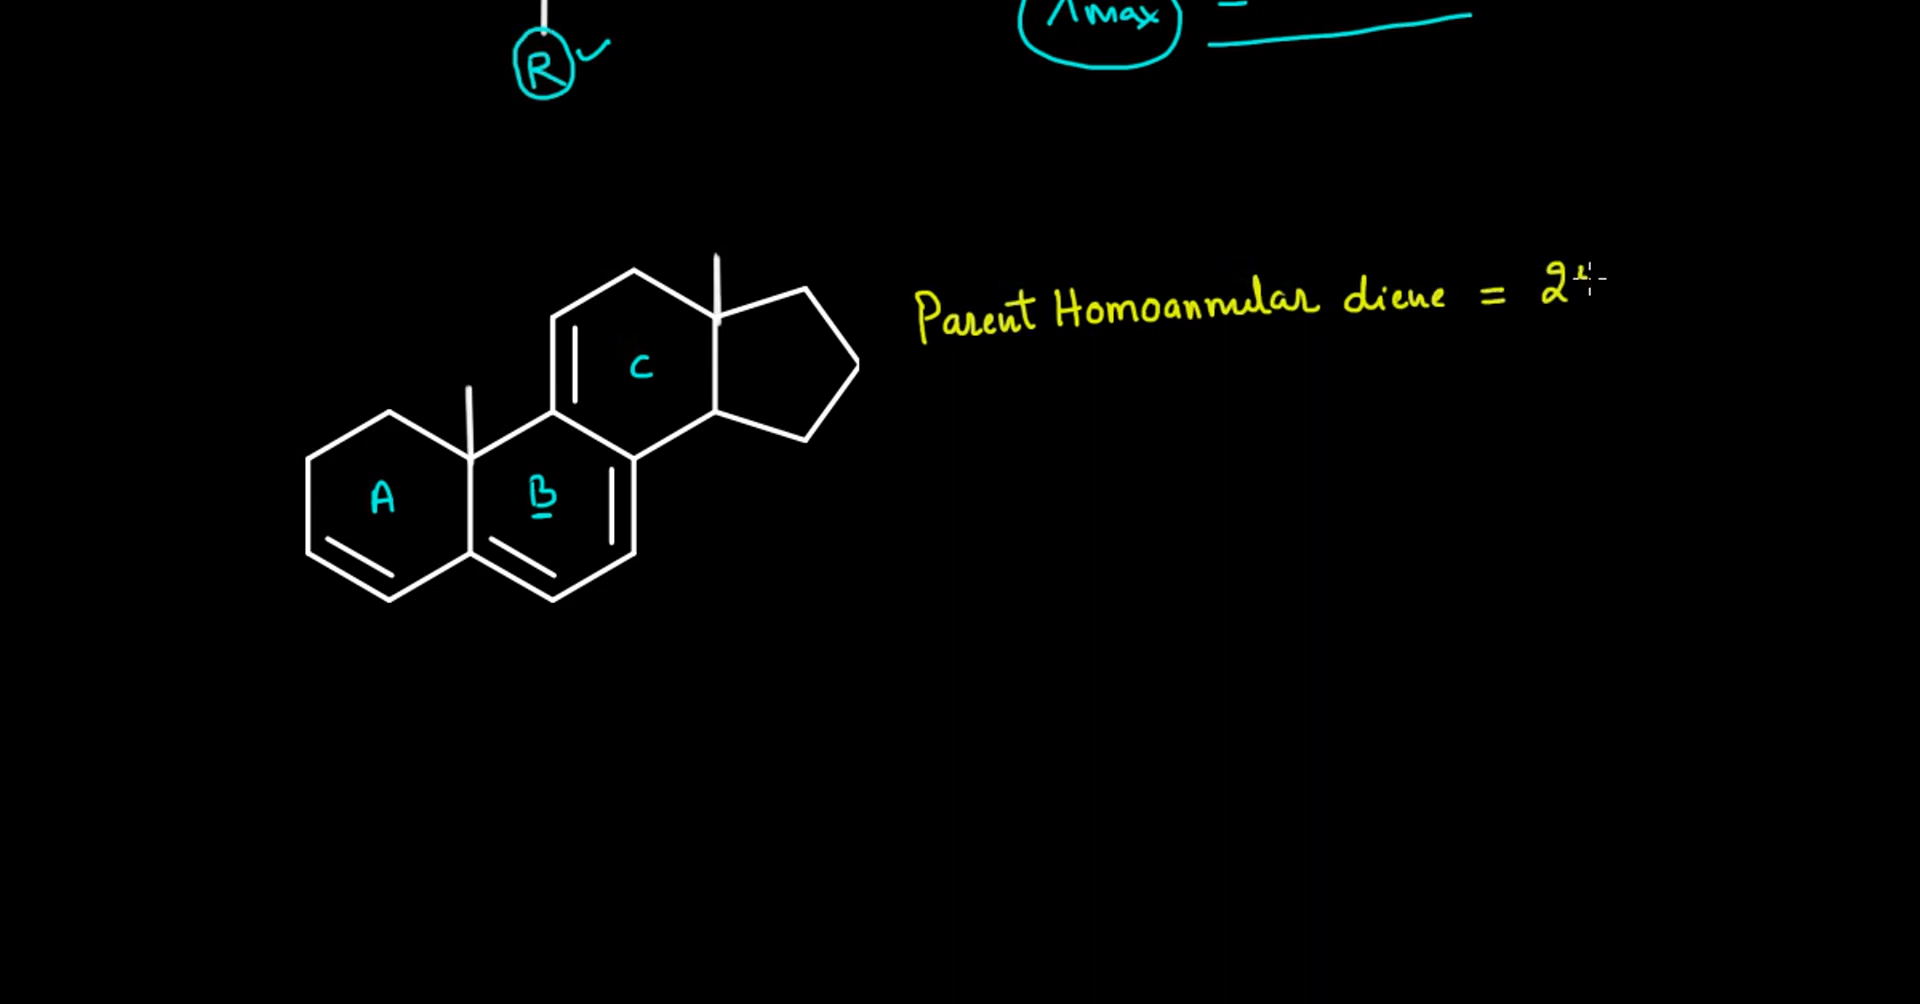 λmax =
R
Parent Homoannular diene = 2
C
A
B